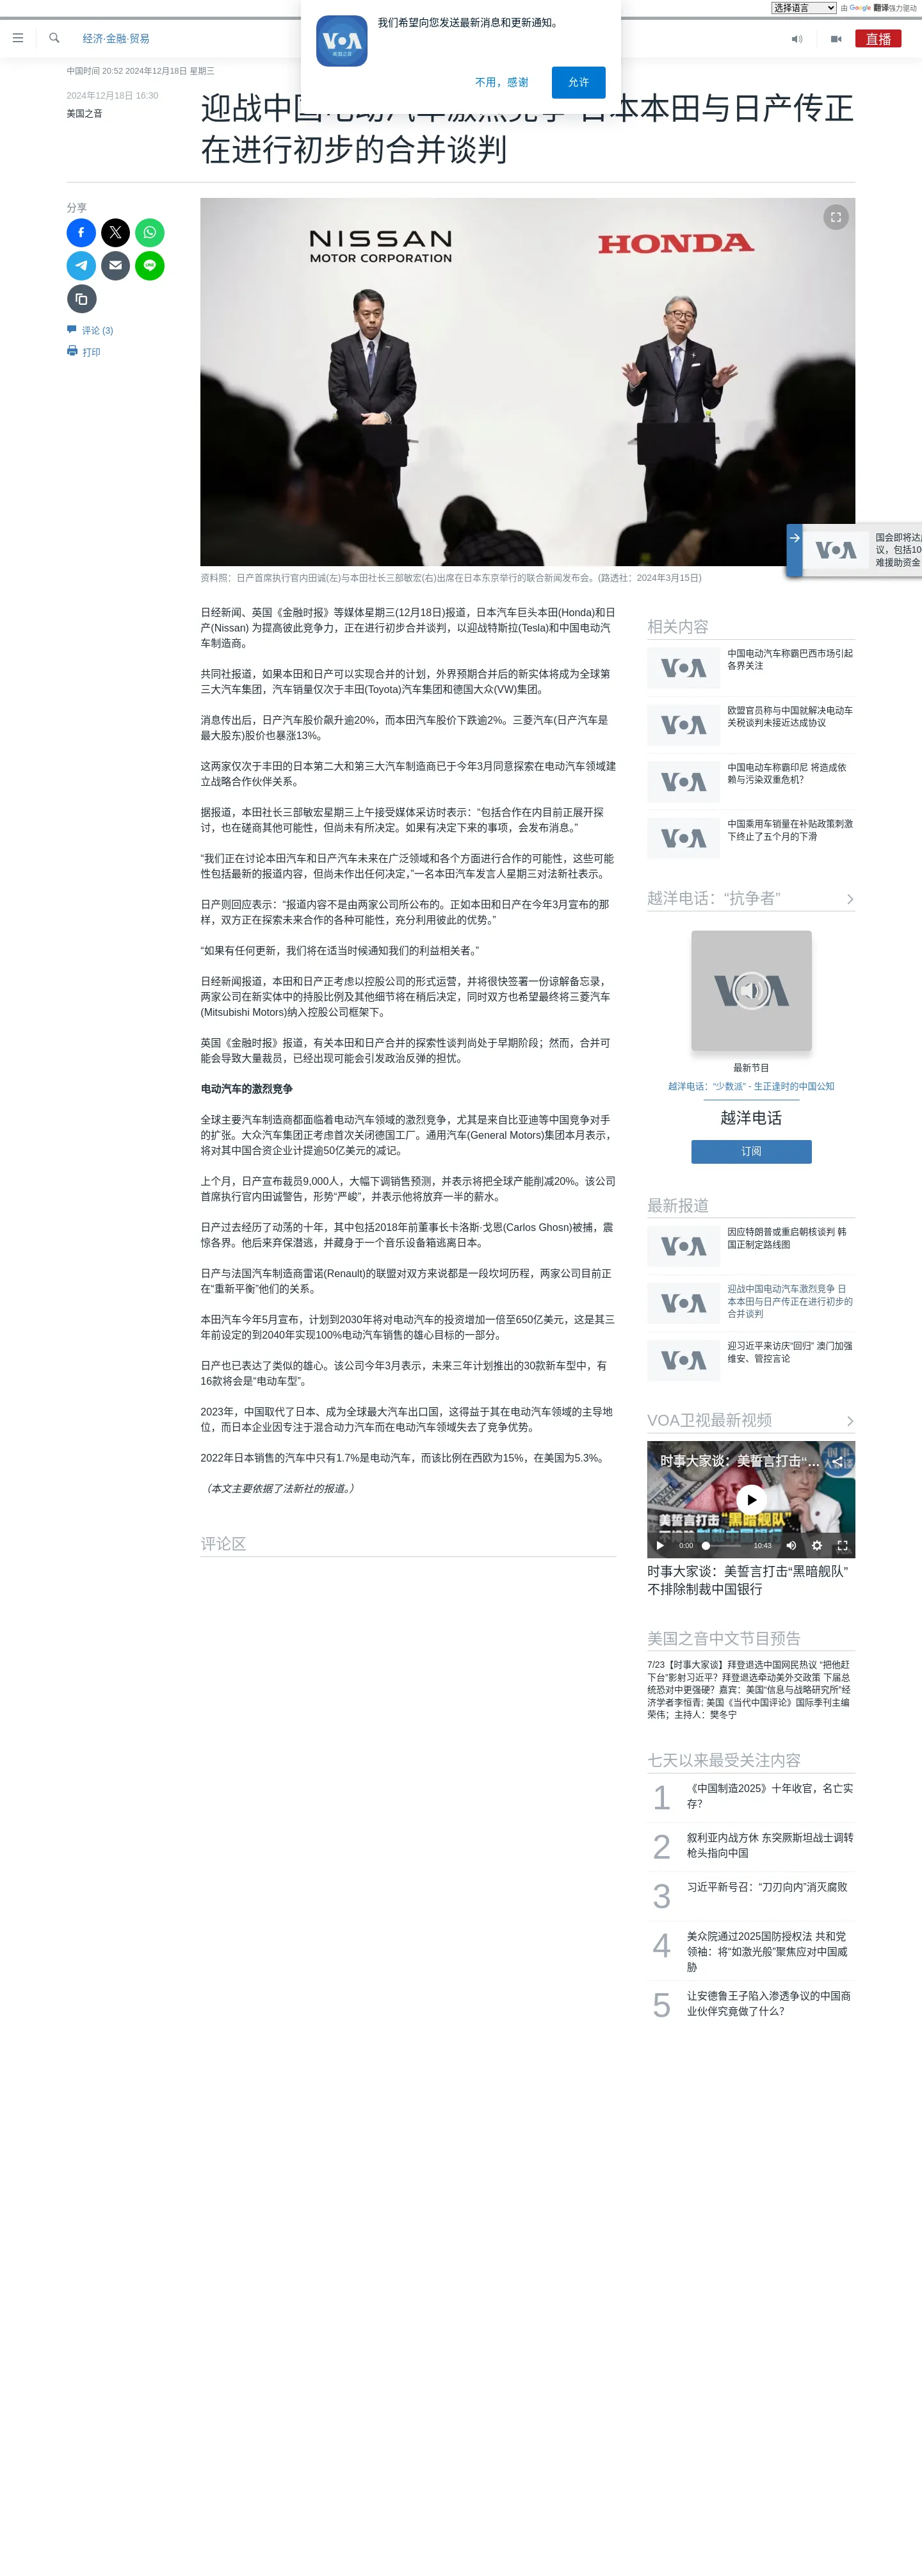 选择语言
由 Google 翻译强力驱动
我们希望向您发送最新消息和更新通知。
VOA
美国之音
不用，感谢
允许
经济·金融·贸易
直播
中国时间 20:52 2024年12月18日 星期三
2024年12月18日 16:30
美国之音
迎战中国电动汽车激烈竞争 日本本田与日产传正
在进行初步的合并谈判
分享
评论 (3)
打印
NISSAN
MOTOR CORPORATION
HONDA
资料照：日产首席执行官内田诚(左)与本田社长三部敏宏(右)出席在日本东京举行的联合新闻发布会。(路透社：2024年3月15日)
VOA
国会即将达
议，包括10
难援助资金
日经新闻、英国《金融时报》等媒体星期三(12月18日)报道，日本汽车巨头本田(Honda)和日
产(Nissan) 为提高彼此竞争力，正在进行初步合并谈判，以迎战特斯拉(Tesla)和中国电动汽
车制造商。
共同社报道，如果本田和日产可以实现合并的计划，外界预期合并后的新实体将成为全球第
三大汽车集团，汽车销量仅次于丰田(Toyota)汽车集团和德国大众(VW)集团。
消息传出后，日产汽车股价飙升逾20%，而本田汽车股价下跌逾2%。三菱汽车(日产汽车是
最大股东)股价也暴涨13%。
这两家仅次于丰田的日本第二大和第三大汽车制造商已于今年3月同意探索在电动汽车领域建
立战略合作伙伴关系。
据报道，本田社长三部敏宏星期三上午接受媒体采访时表示：“包括合作在内目前正展开探
讨，也在磋商其他可能性，但尚未有所决定。如果有决定下来的事项，会发布消息。”
“我们正在讨论本田汽车和日产汽车未来在广泛领域和各个方面进行合作的可能性，这些可能
性包括最新的报道内容，但尚未作出任何决定，”一名本田汽车发言人星期三对法新社表示。
日产则回应表示：“报道内容不是由两家公司所公布的。正如本田和日产在今年3月宣布的那
样，双方正在探索未来合作的各种可能性，充分利用彼此的优势。”
“如果有任何更新，我们将在适当时候通知我们的利益相关者。”
日经新闻报道，本田和日产正考虑以控股公司的形式运营，并将很快签署一份谅解备忘录，
两家公司在新实体中的持股比例及其他细节将在稍后决定，同时双方也希望最终将三菱汽车
(Mitsubishi Motors)纳入控股公司框架下。
英国《金融时报》报道，有关本田和日产合并的探索性谈判尚处于早期阶段；然而，合并可
能会导致大量裁员，已经出现可能会引发政治反弹的担忧。
电动汽车的激烈竞争
全球主要汽车制造商都面临着电动汽车领域的激烈竞争，尤其是来自比亚迪等中国竞争对手
的扩张。大众汽车集团正考虑首次关闭德国工厂。通用汽车(General Motors)集团本月表示，
将对其中国合资企业计提逾50亿美元的减记。
上个月，日产宣布裁员9,000人，大幅下调销售预测，并表示将把全球产能削减20%。该公司
首席执行官内田诚警告，形势“严峻”，并表示他将放弃一半的薪水。
日产过去经历了动荡的十年，其中包括2018年前董事长卡洛斯·戈恩(Carlos Ghosn)被捕，震
惊各界。他后来弃保潜逃，并藏身于一个音乐设备箱逃离日本。
日产与法国汽车制造商雷诺(Renault)的联盟对双方来说都是一段坎坷历程，两家公司目前正
在“重新平衡”他们的关系。
本田汽车今年5月宣布，计划到2030年将对电动汽车的投资增加一倍至650亿美元，这是其三
年前设定的到2040年实现100%电动汽车销售的雄心目标的一部分。
日产也已表达了类似的雄心。该公司今年3月表示，未来三年计划推出的30款新车型中，有
16款将会是“电动车型”。
2023年，中国取代了日本、成为全球最大汽车出口国，这得益于其在电动汽车领域的主导地
位，而日本企业因专注于混合动力汽车而在电动汽车领域失去了竞争优势。
2022年日本销售的汽车中只有1.7%是电动汽车，而该比例在西欧为15%，在美国为5.3%。
（本文主要依据了法新社的报道。）
评论区
相关内容
VOA
中国电动汽车称霸巴西市场引起
各界关注
VOA
欧盟官员称与中国就解决电动车
关税谈判未接近达成协议
VOA
中国电动车称霸印尼 将造成依
赖与污染双重危机？
VOA
中国乘用车销量在补贴政策刺激
下终止了五个月的下滑
越洋电话：“抗争者”
VOA
最新节目
越洋电话：“少数派” - 生正逢时的中国公知
越洋电话
订阅
最新报道
VOA
因应特朗普或重启朝核谈判 韩
国正制定路线图
VOA
迎战中国电动汽车激烈竞争 日
本本田与日产传正在进行初步的
合并谈判
VOA
迎习近平来访庆“回归” 澳门加强
维安、管控言论
VOA卫视最新视频
时事大家谈：美誓言打击“...
美誓言打击“黑暗舰队”
不排除制裁中国银行
0:00
10:43
时事大家谈：美誓言打击“黑暗舰队”
不排除制裁中国银行
美国之音中文节目预告
7/23【时事大家谈】拜登退选中国网民热议 “把他赶
下台”影射习近平？拜登退选牵动美外交政策 下届总
统恐对中更强硬？嘉宾：美国“信息与战略研究所”经
济学者李恒青; 美国《当代中国评论》国际季刊主编
荣伟；主持人：樊冬宁
七天以来最受关注内容
1
《中国制造2025》十年收官，名亡实
存？
2
叙利亚内战方休 东突厥斯坦战士调转
枪头指向中国
3
习近平新号召：“刀刃向内”消灭腐败
4
美众院通过2025国防授权法 共和党
领袖：将“如激光般”聚焦应对中国威
胁
5
让安德鲁王子陷入渗透争议的中国商
业伙伴究竟做了什么？